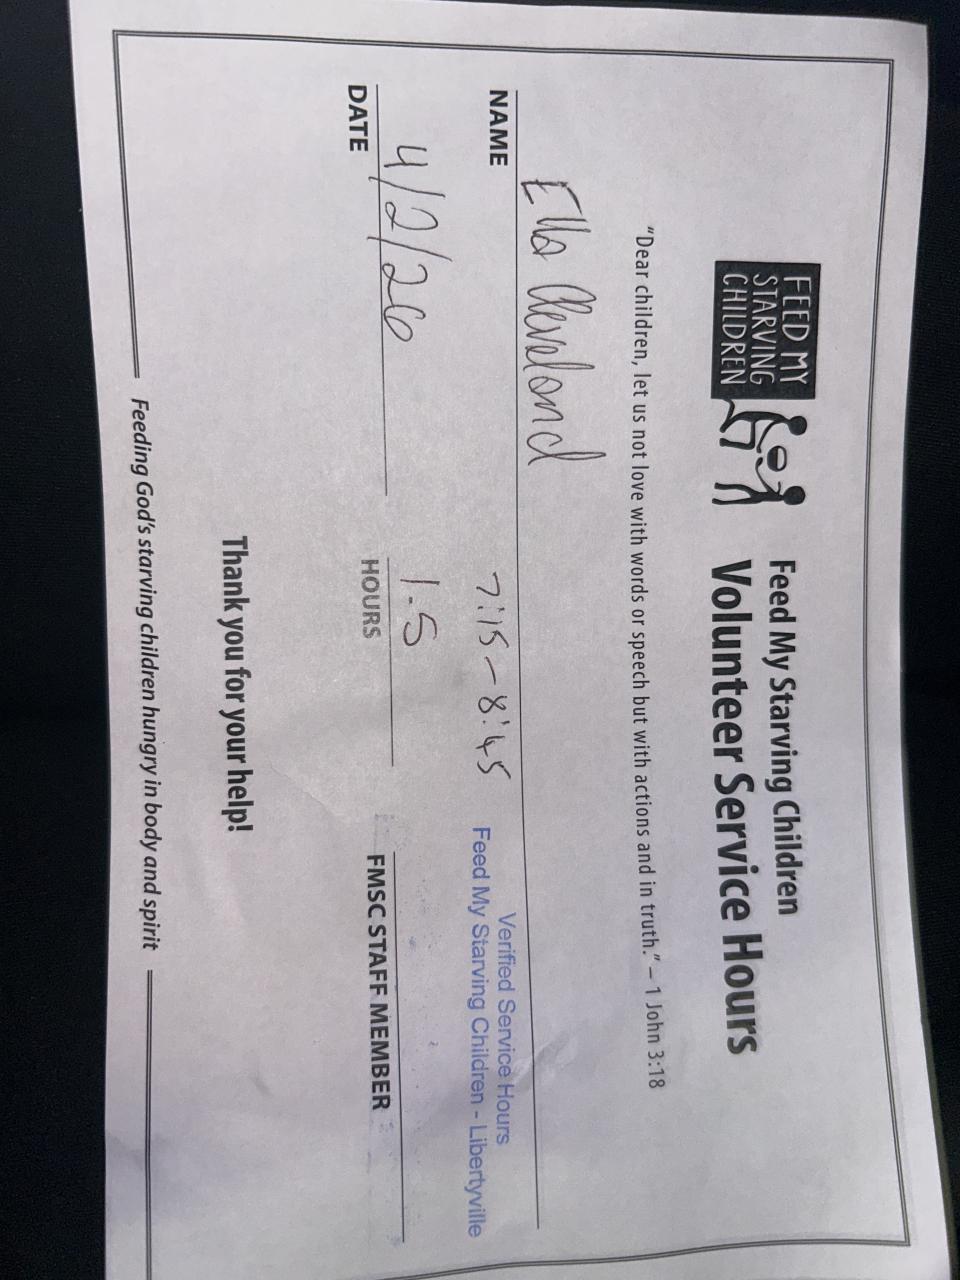 FEED MY
STARVING
CHILDREN
Feed My Starving Children
Volunteer Service Hours
"Dear children, let us not love with words or speech but with actions and in truth." – 1 John 3:18
Ella Cleveland
NAME
7:15 – 8:45
Verified Service Hours
Feed My Starving Children - Libertyville
4/2/26
DATE
1.5
HOURS
FMSC STAFF MEMBER
Thank you for your help!
Feeding God's starving children hungry in body and spirit